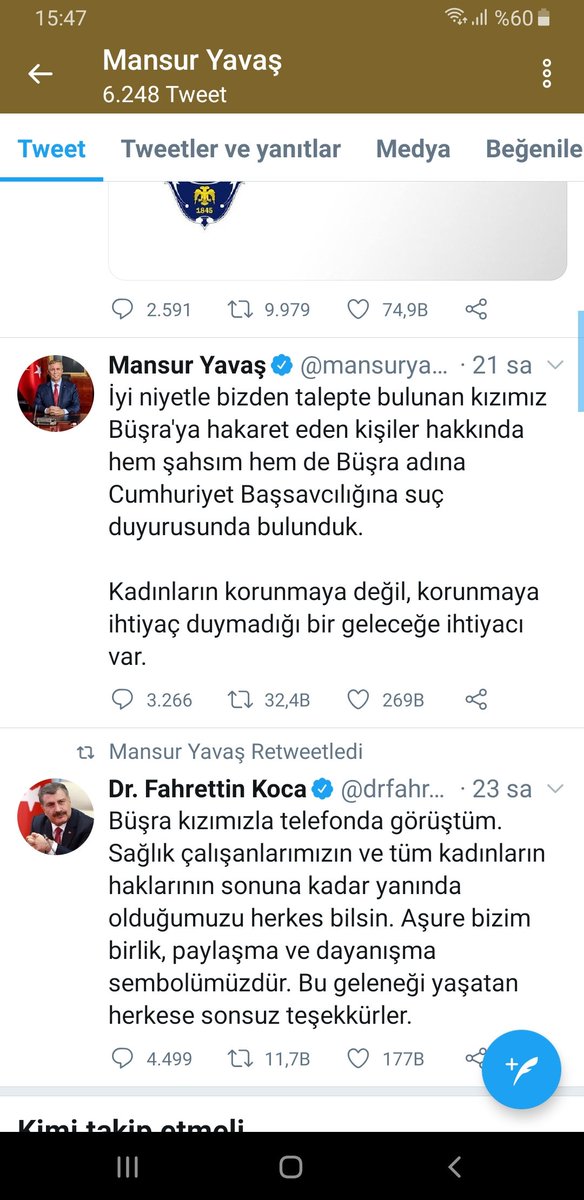 15:47
%60
Mansur Yavaş
6.248 Tweet
Tweet Tweetler ve yanıtlar Medya Beğenile
1845
2.591 9.979 74,9B
Mansur Yavaş @mansurya... · 21 sa
İyi niyetle bizden talepte bulunan kızımız
Büşra'ya hakaret eden kişiler hakkında
hem şahsım hem de Büşra adına
Cumhuriyet Başsavcılığına suç
duyurusunda bulunduk.
Kadınların korunmaya değil, korunmaya
ihtiyaç duymadığı bir geleceğe ihtiyacı
var.
3.266 32,4B 269B
Mansur Yavaş Retweetledi
Dr. Fahrettin Koca @drfahr... · 23 sa
Büşra kızımızla telefonda görüştüm.
Sağlık çalışanlarımızın ve tüm kadınların
haklarının sonuna kadar yanında
olduğumuzu herkes bilsin. Aşure bizim
birlik, paylaşma ve dayanışma
sembolümüzdür. Bu geleneği yaşatan
herkese sonsuz teşekkürler.
4.499 11,7B 177B
Kimi takip etmeli